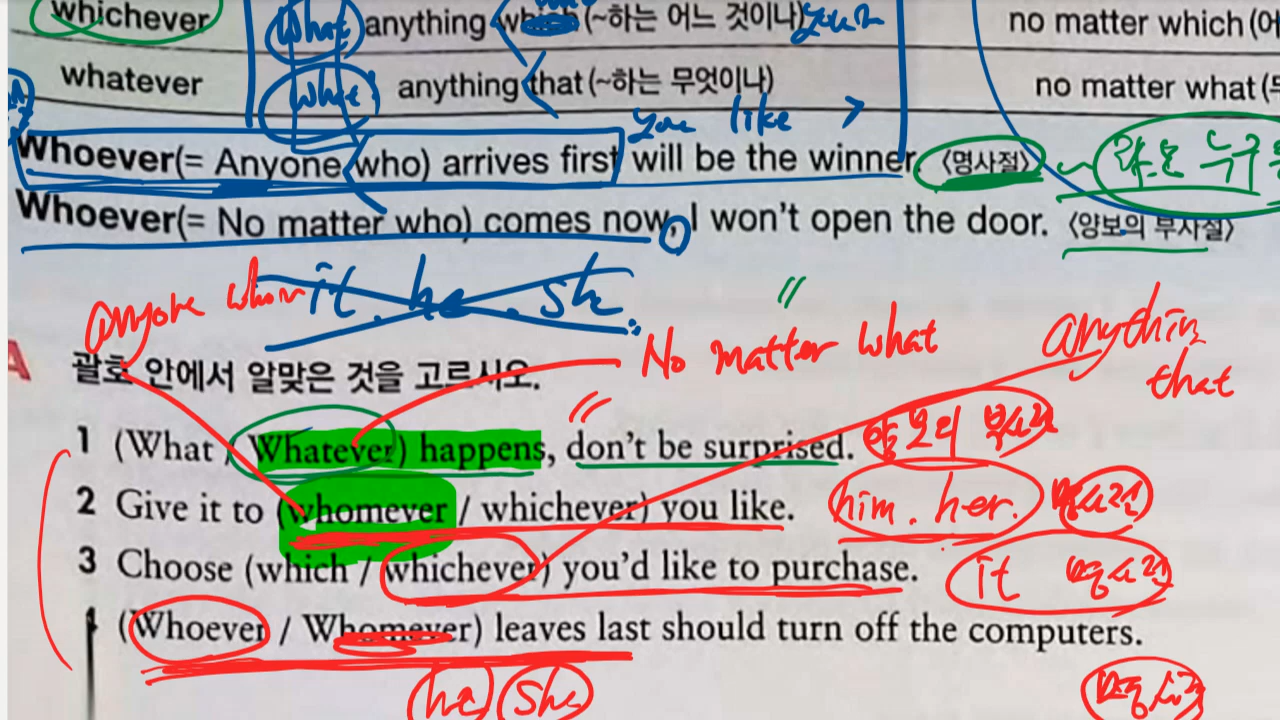 whichever What anything which (~하는 어느 것이나) no matter which (어
whatever anything that (~하는 무엇이나) no matter what (무
you like
Whoever(= Anyone who) arrives first will be the winner. 〈명사절〉
Whoever(= No matter who) comes now, I won't open the door. 〈양보의 부사절〉
it. he. she
anyone whom
No matter what
anything that
A 괄호 안에서 알맞은 것을 고르시오.
1 (What / Whatever) happens, don't be surprised. 양보의 부사절
2 Give it to (whomever / whichever) you like. him. her. 명사절
3 Choose (which / whichever) you'd like to purchase. it 명사절
(Whoever / Whomever) leaves last should turn off the computers.
he she 명사절